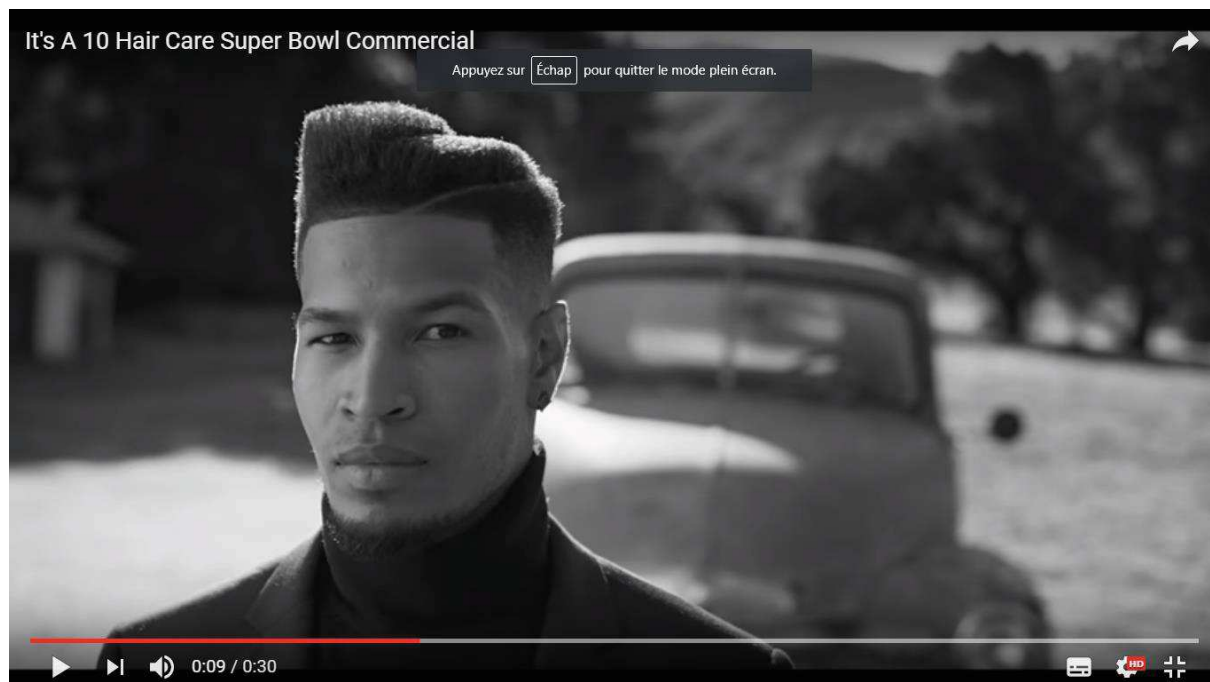 It's A 10 Hair Care Super Bowl Commercial
Appuyez sur Échap pour quitter le mode plein écran.
0:09 / 0:30
HD